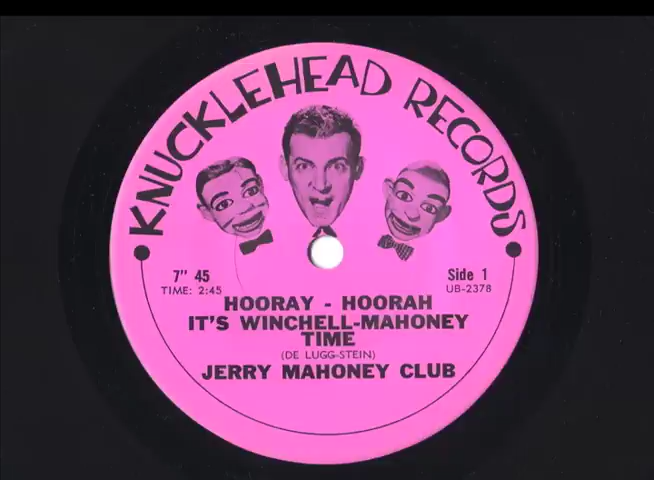 KNUCKLEHEAD RECORDS
7" 45
TIME: 2:45
Side 1
UB-2378
HOORAY - HOORAH
IT'S WINCHELL-MAHONEY
TIME
(DE LUGG-STEIN)
JERRY MAHONEY CLUB